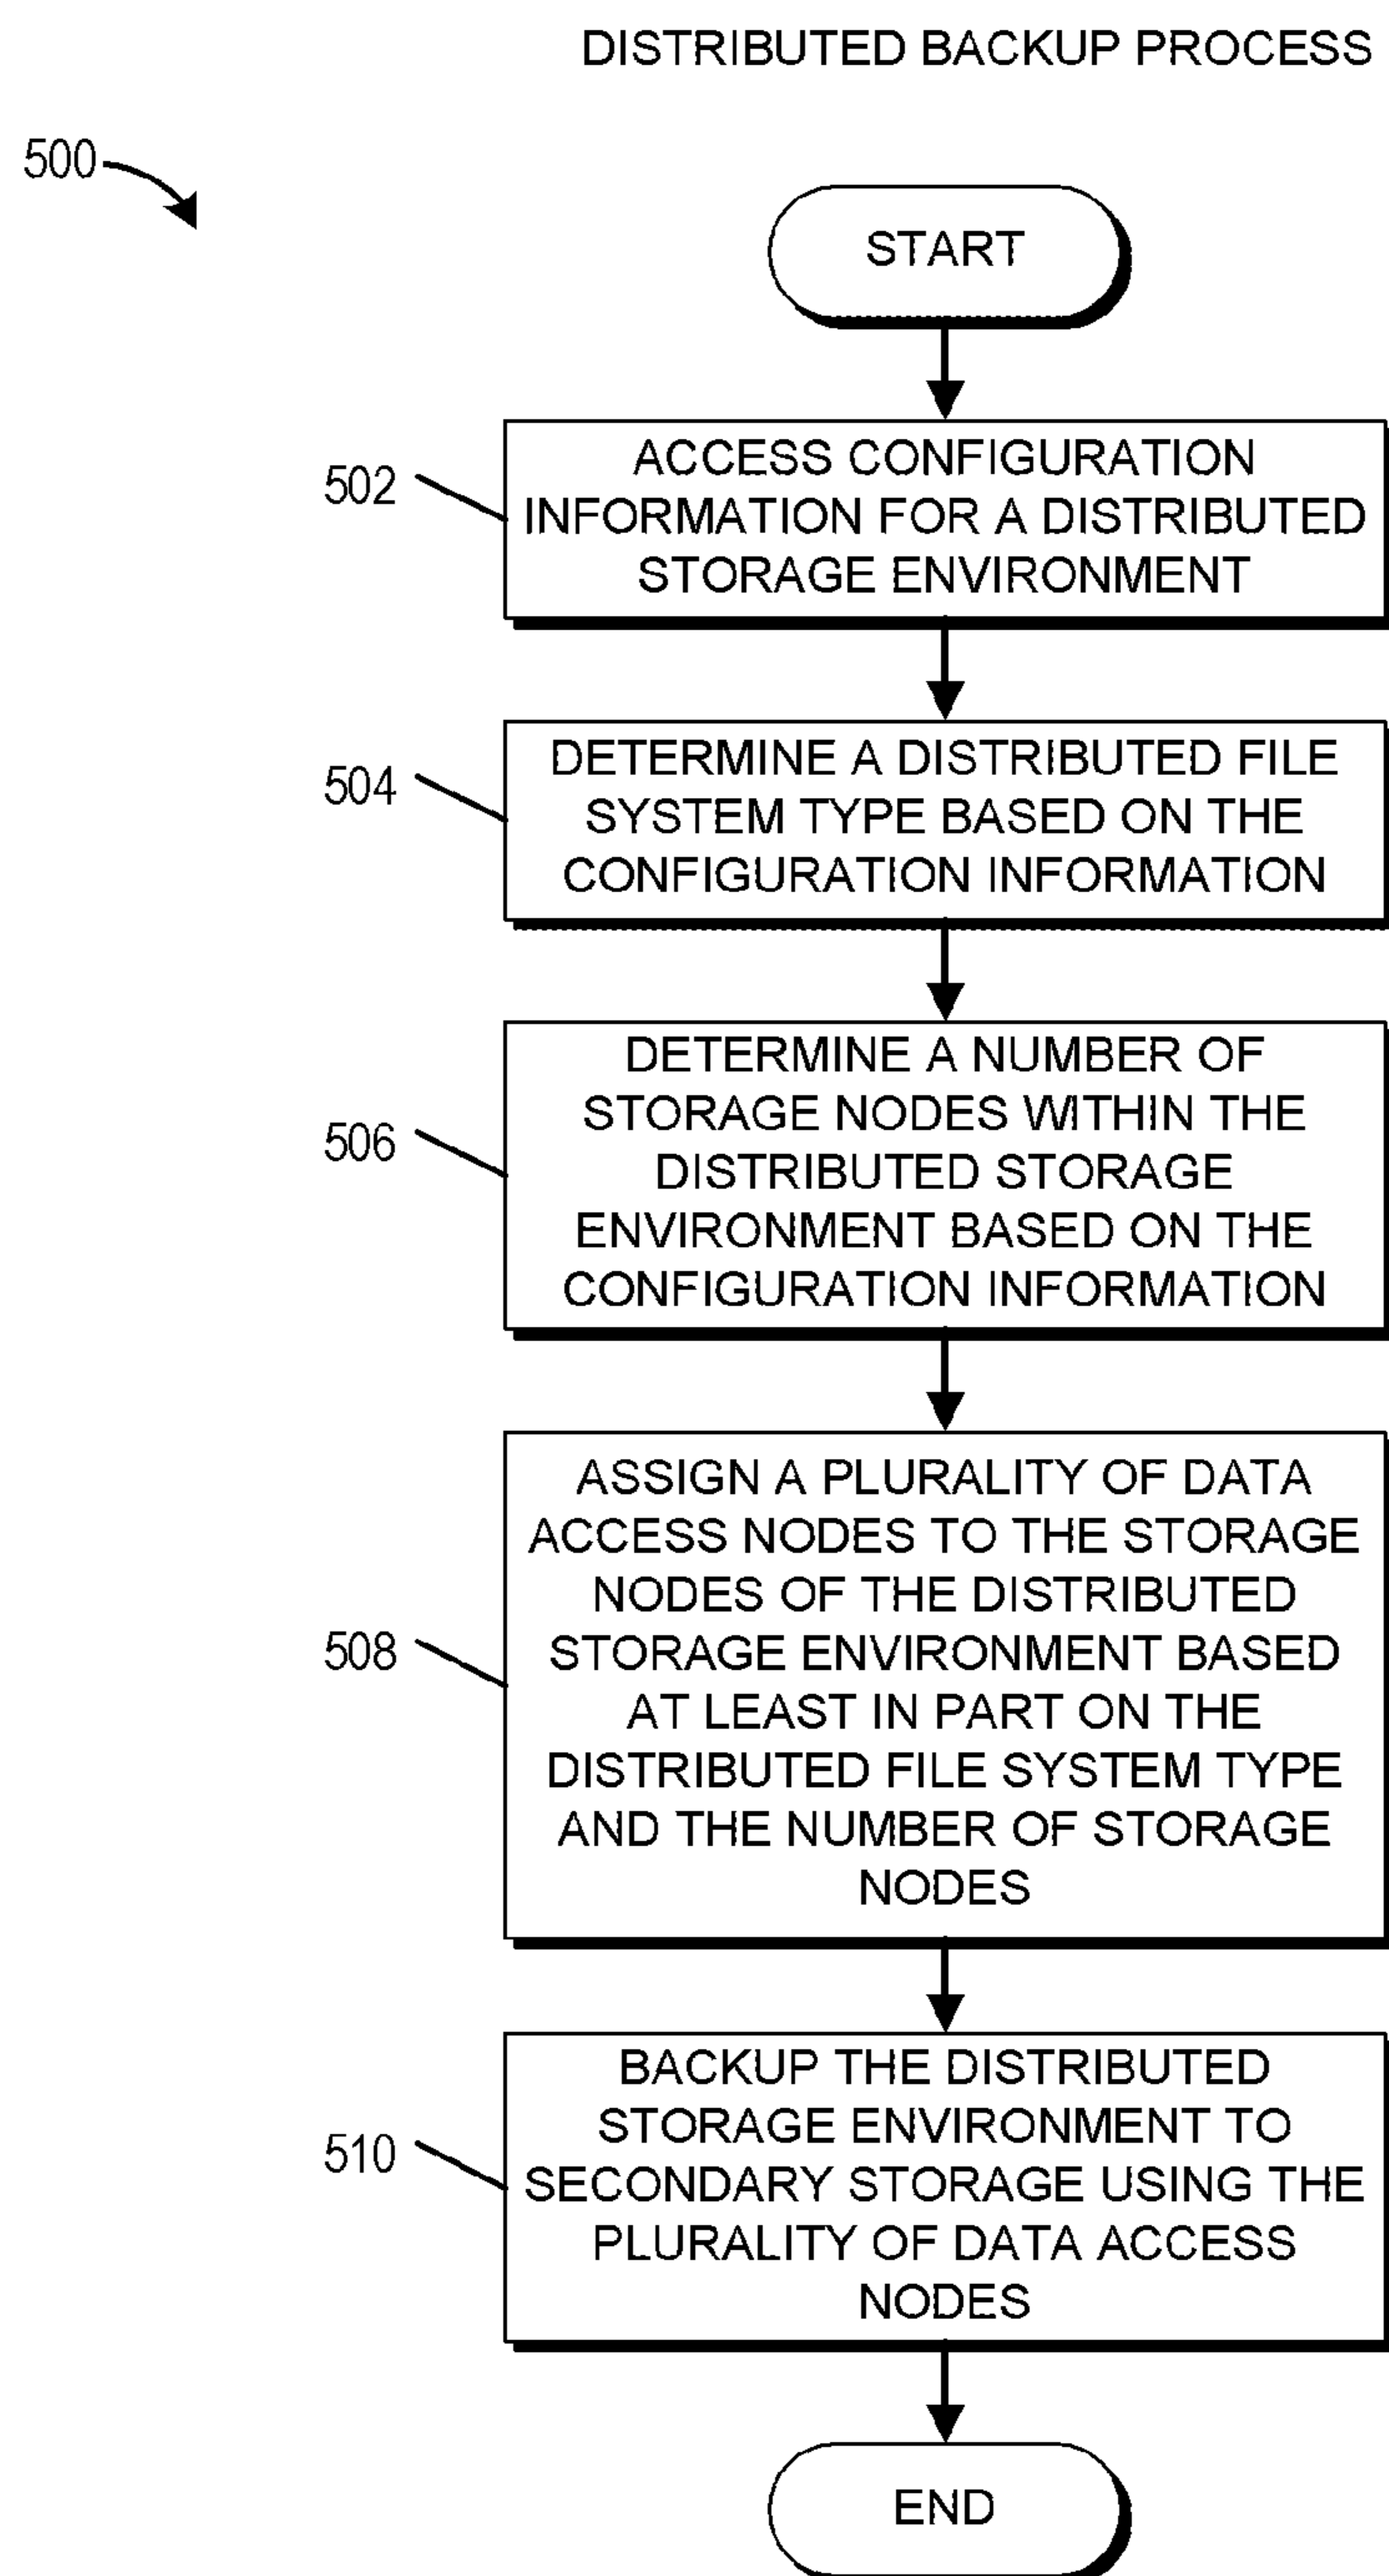 DISTRIBUTED BACKUP PROCESS
500
START
502
ACCESS CONFIGURATION
INFORMATION FOR A DISTRIBUTED
STORAGE ENVIRONMENT
504
DETERMINE A DISTRIBUTED FILE
SYSTEM TYPE BASED ON THE
CONFIGURATION INFORMATION
506
DETERMINE A NUMBER OF
STORAGE NODES WITHIN THE
DISTRIBUTED STORAGE
ENVIRONMENT BASED ON THE
CONFIGURATION INFORMATION
508
ASSIGN A PLURALITY OF DATA
ACCESS NODES TO THE STORAGE
NODES OF THE DISTRIBUTED
STORAGE ENVIRONMENT BASED
AT LEAST IN PART ON THE
DISTRIBUTED FILE SYSTEM TYPE
AND THE NUMBER OF STORAGE
NODES
510
BACKUP THE DISTRIBUTED
STORAGE ENVIRONMENT TO
SECONDARY STORAGE USING THE
PLURALITY OF DATA ACCESS
NODES
END